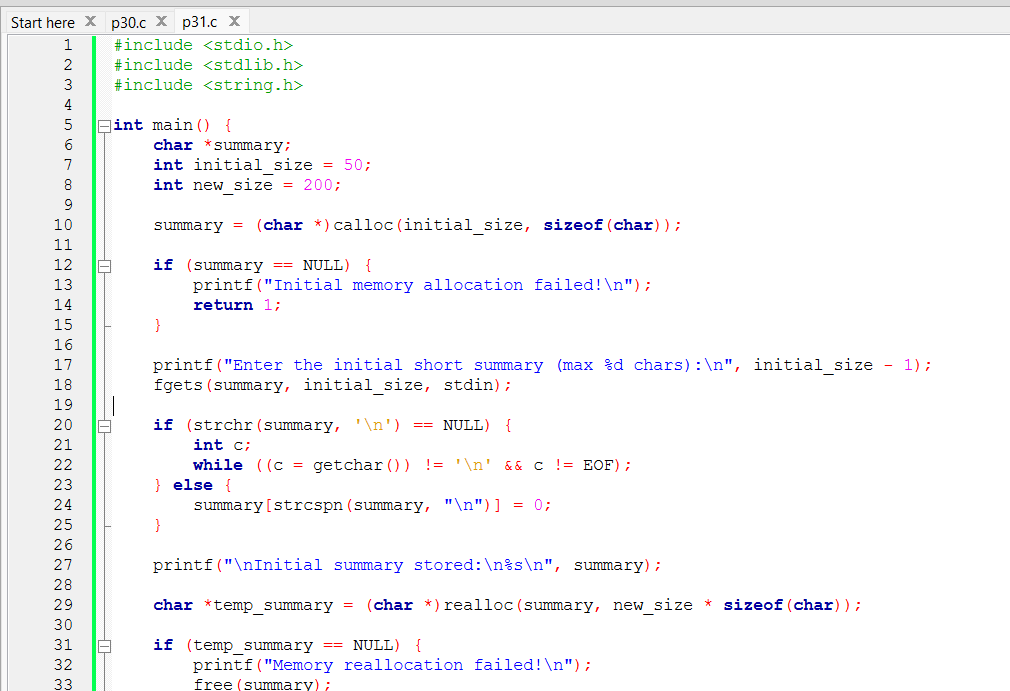 Start here X p30.c X p31.c X
1 #include <stdio.h>
2 #include <stdlib.h>
3 #include <string.h>
4
5 int main() {
6 char *summary;
7 int initial_size = 50;
8 int new_size = 200;
9
10 summary = (char *)calloc(initial_size, sizeof(char));
11
12 if (summary == NULL) {
13 printf("Initial memory allocation failed!\n");
14 return 1;
15 }
16
17 printf("Enter the initial short summary (max %d chars):\n", initial_size - 1);
18 fgets(summary, initial_size, stdin);
19
20 if (strchr(summary, '\n') == NULL) {
21 int c;
22 while ((c = getchar()) != '\n' && c != EOF);
23 } else {
24 summary[strcspn(summary, "\n")] = 0;
25 }
26
27 printf("\nInitial summary stored:\n%s\n", summary);
28
29 char *temp_summary = (char *)realloc(summary, new_size * sizeof(char));
30
31 if (temp_summary == NULL) {
32 printf("Memory reallocation failed!\n");
33 free(summary);